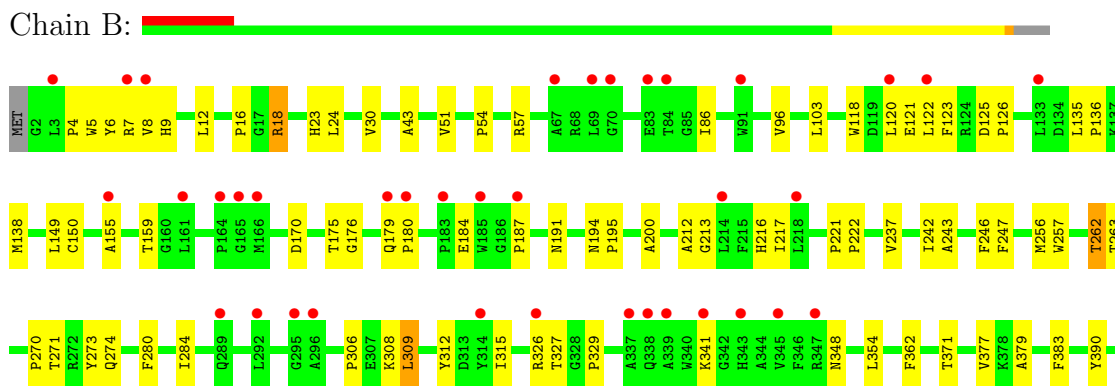 Chain B:
MET G2 L3 P4 W5 Y6 R7 V8 H9 L12 P16 G17 R18 H23 L24 V30 A43 V51 P54 R57 A67 R68 L69 G70 E83 T84 G85 I86 W91 V96 L103 W118 D119 L120 E121 L122 F123 R124 D125 P126 L133 D134 L135 P136 K137
M138 L149 C150 A155 T159 G160 L161 P164 G165 M166 D170 T175 G176 Q179 P180 P183 E184 W185 G186 P187 N191 N194 P195 A200 A212 G213 L214 F215 H216 I217 L218 P221 P222 V237 I242 A243 F246 F247 M256 W257 T262 T263
P270 T271 R272 Y273 Q274 F280 I284 Q289 L292 G295 A296 P306 E307 K308 L309 Y312 D313 Y314 I315 R326 T327 G328 P329 A337 Q338 A339 W340 K341 G342 H343 A344 V345 F346 R347 N348 L354 F362 T371 V377 K378 A379 F383 Y390